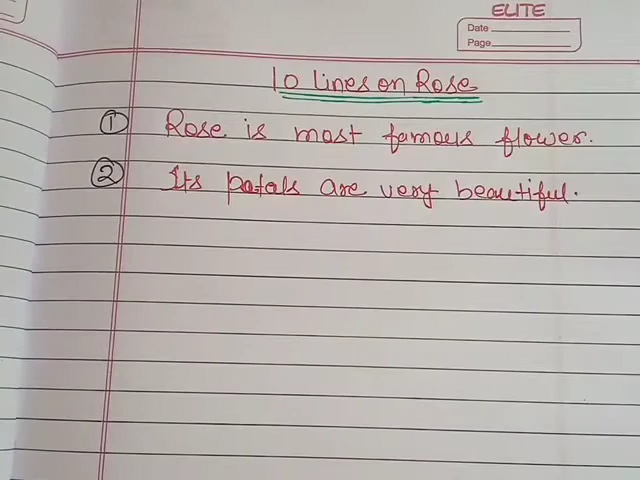 ELITE
Date
Page
10 lines on Rose
1 Rose is most famous flower.
2 Its petals are very beautiful.